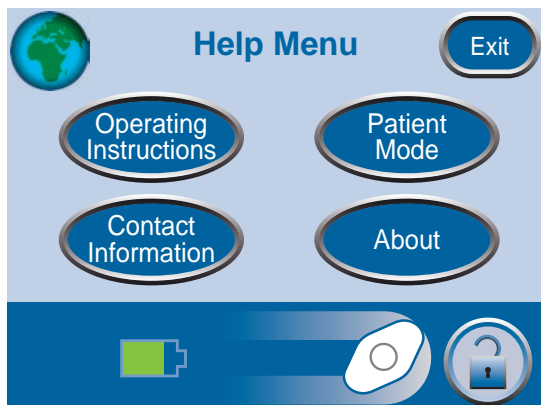 Help Menu
Exit
Operating
Instructions
Patient
Mode
Contact
Information
About